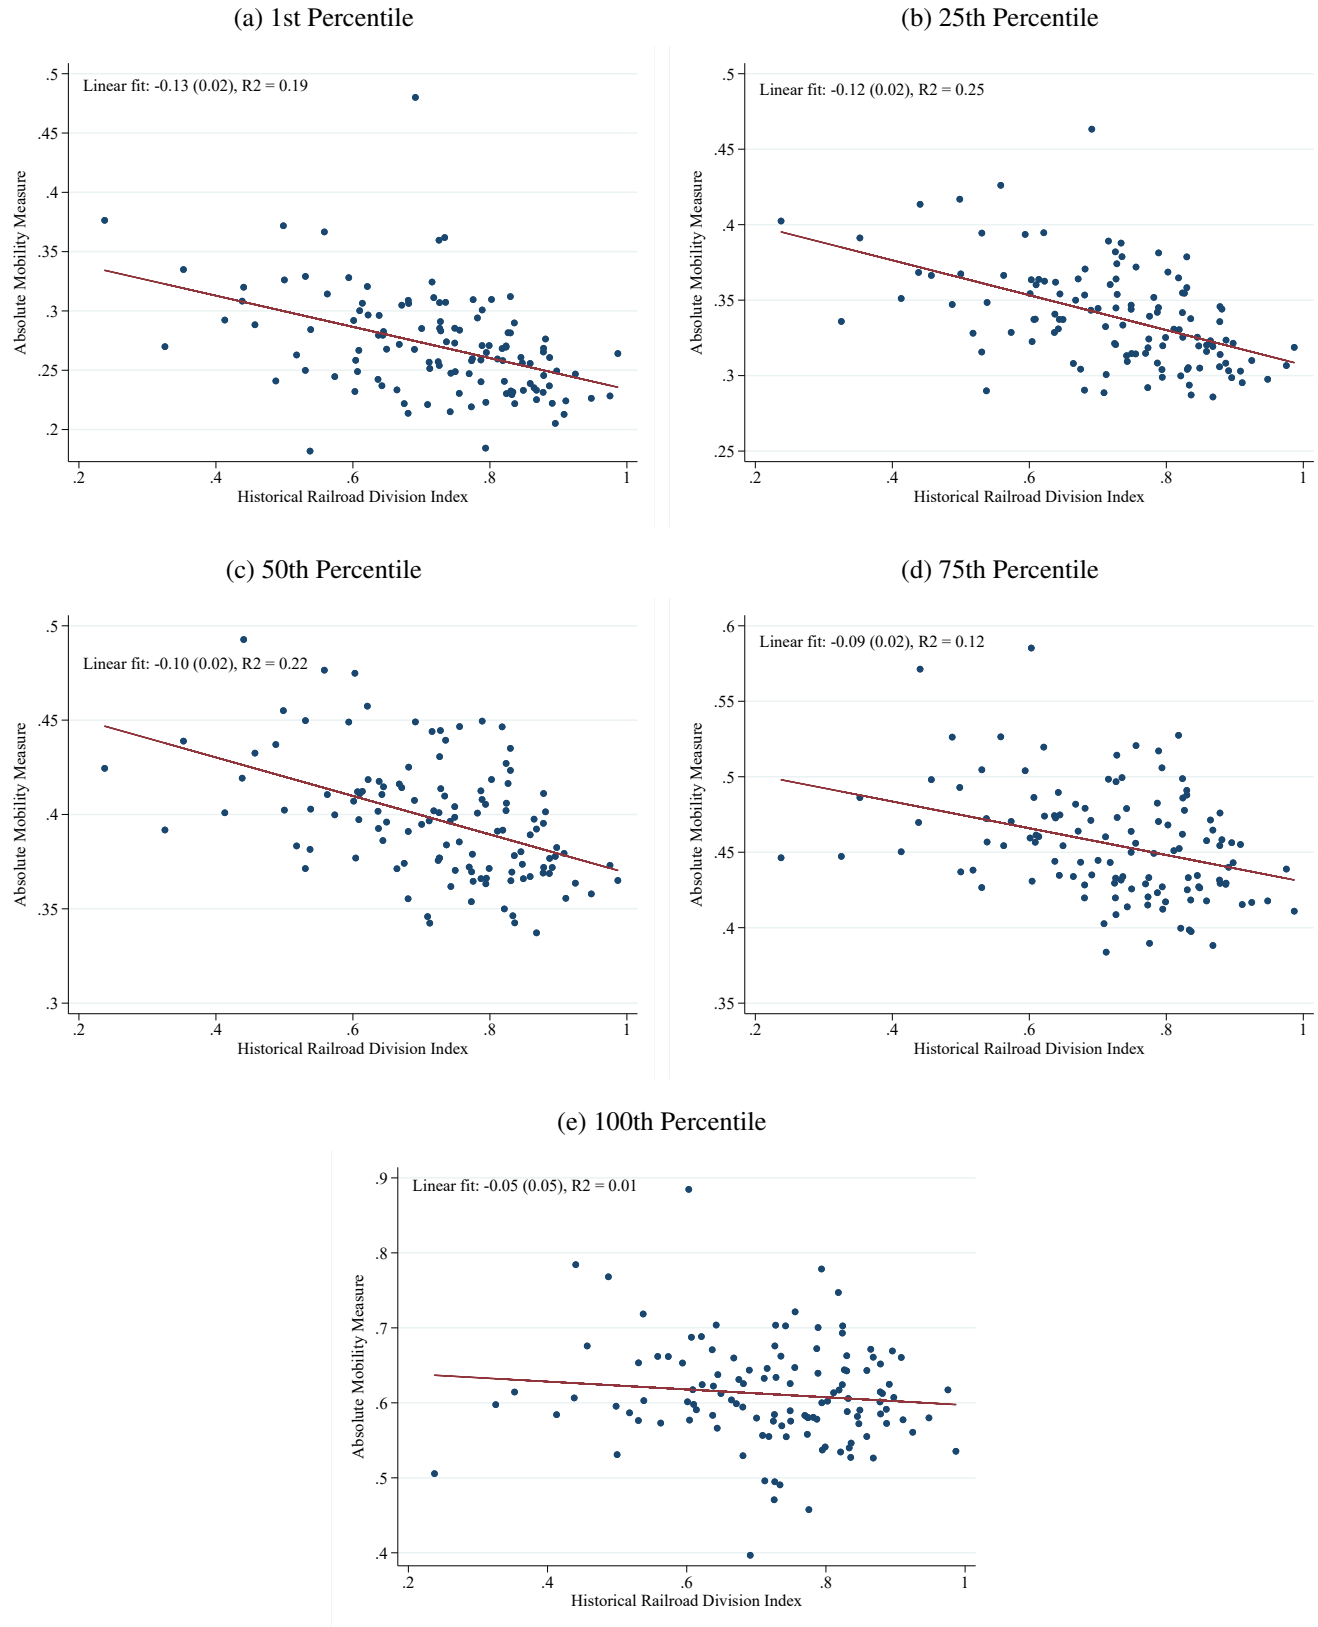 (a) 1st Percentile
Linear fit: -0.13 (0.02), R2 = 0.19
Absolute Mobility Measure
.5
.45
.4
.35
.3
.25
.2
.2 .4 .6 .8 1
Historical Railroad Division Index
(b) 25th Percentile
Linear fit: -0.12 (0.02), R2 = 0.25
Absolute Mobility Measure
.5
.45
.4
.35
.3
.25
.2 .4 .6 .8 1
Historical Railroad Division Index
(c) 50th Percentile
Linear fit: -0.10 (0.02), R2 = 0.22
Absolute Mobility Measure
.5
.45
.4
.35
.3
.2 .4 .6 .8 1
Historical Railroad Division Index
(d) 75th Percentile
Linear fit: -0.09 (0.02), R2 = 0.12
Absolute Mobility Measure
.6
.55
.5
.45
.4
.35
.2 .4 .6 .8 1
Historical Railroad Division Index
(e) 100th Percentile
Linear fit: -0.05 (0.05), R2 = 0.01
Absolute Mobility Measure
.9
.8
.7
.6
.5
.4
.2 .4 .6 .8 1
Historical Railroad Division Index